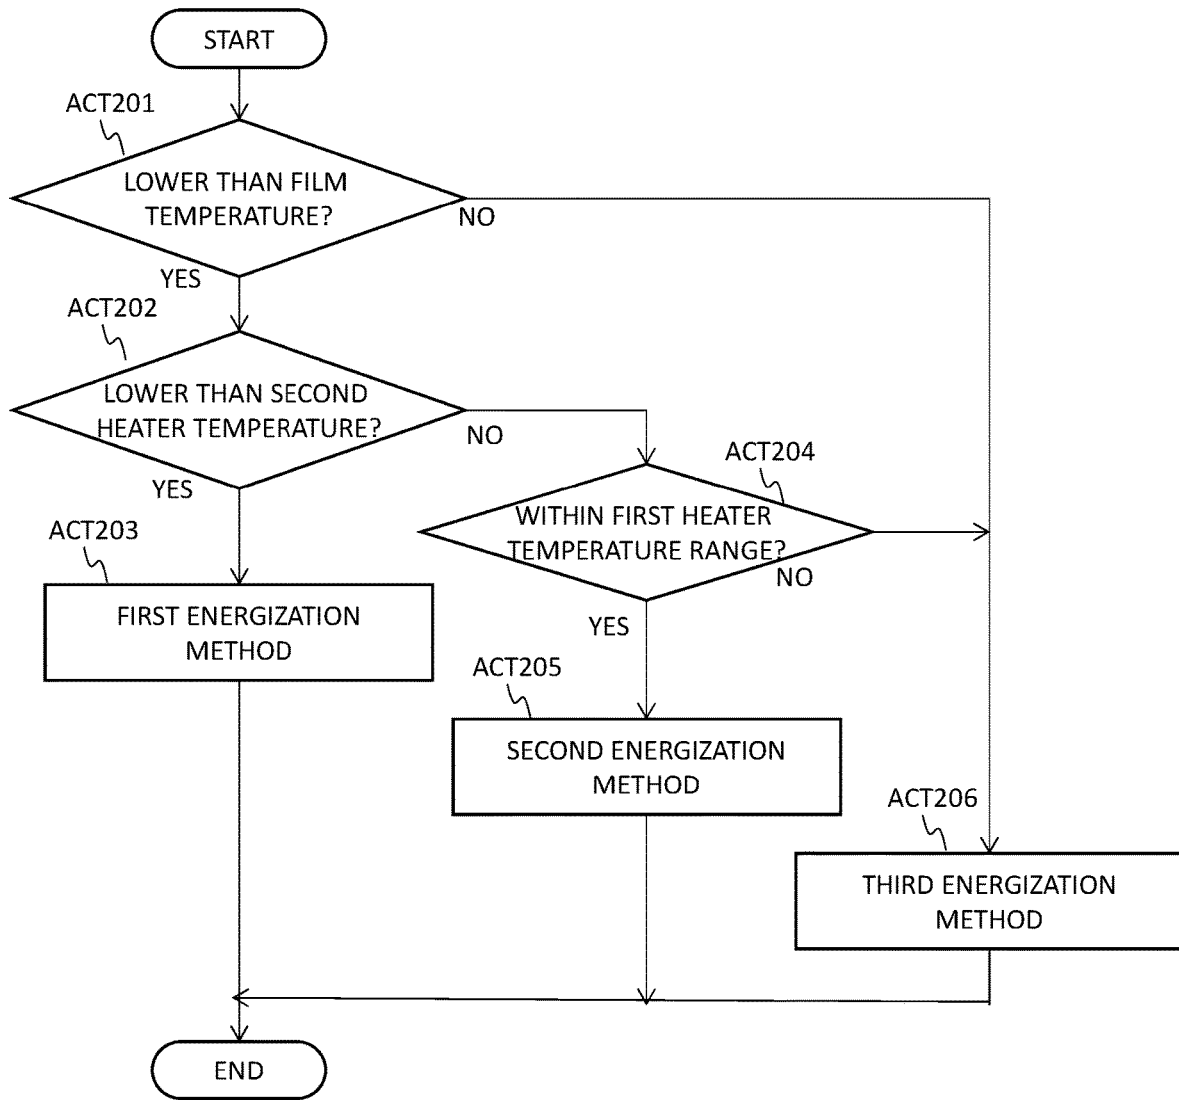 START
ACT201
LOWER THAN FILM
TEMPERATURE?
NO
YES
ACT202
LOWER THAN SECOND
HEATER TEMPERATURE?
NO
YES
ACT204
WITHIN FIRST HEATER
TEMPERATURE RANGE?
NO
YES
ACT203
FIRST ENERGIZATION
METHOD
ACT205
SECOND ENERGIZATION
METHOD
ACT206
THIRD ENERGIZATION
METHOD
END